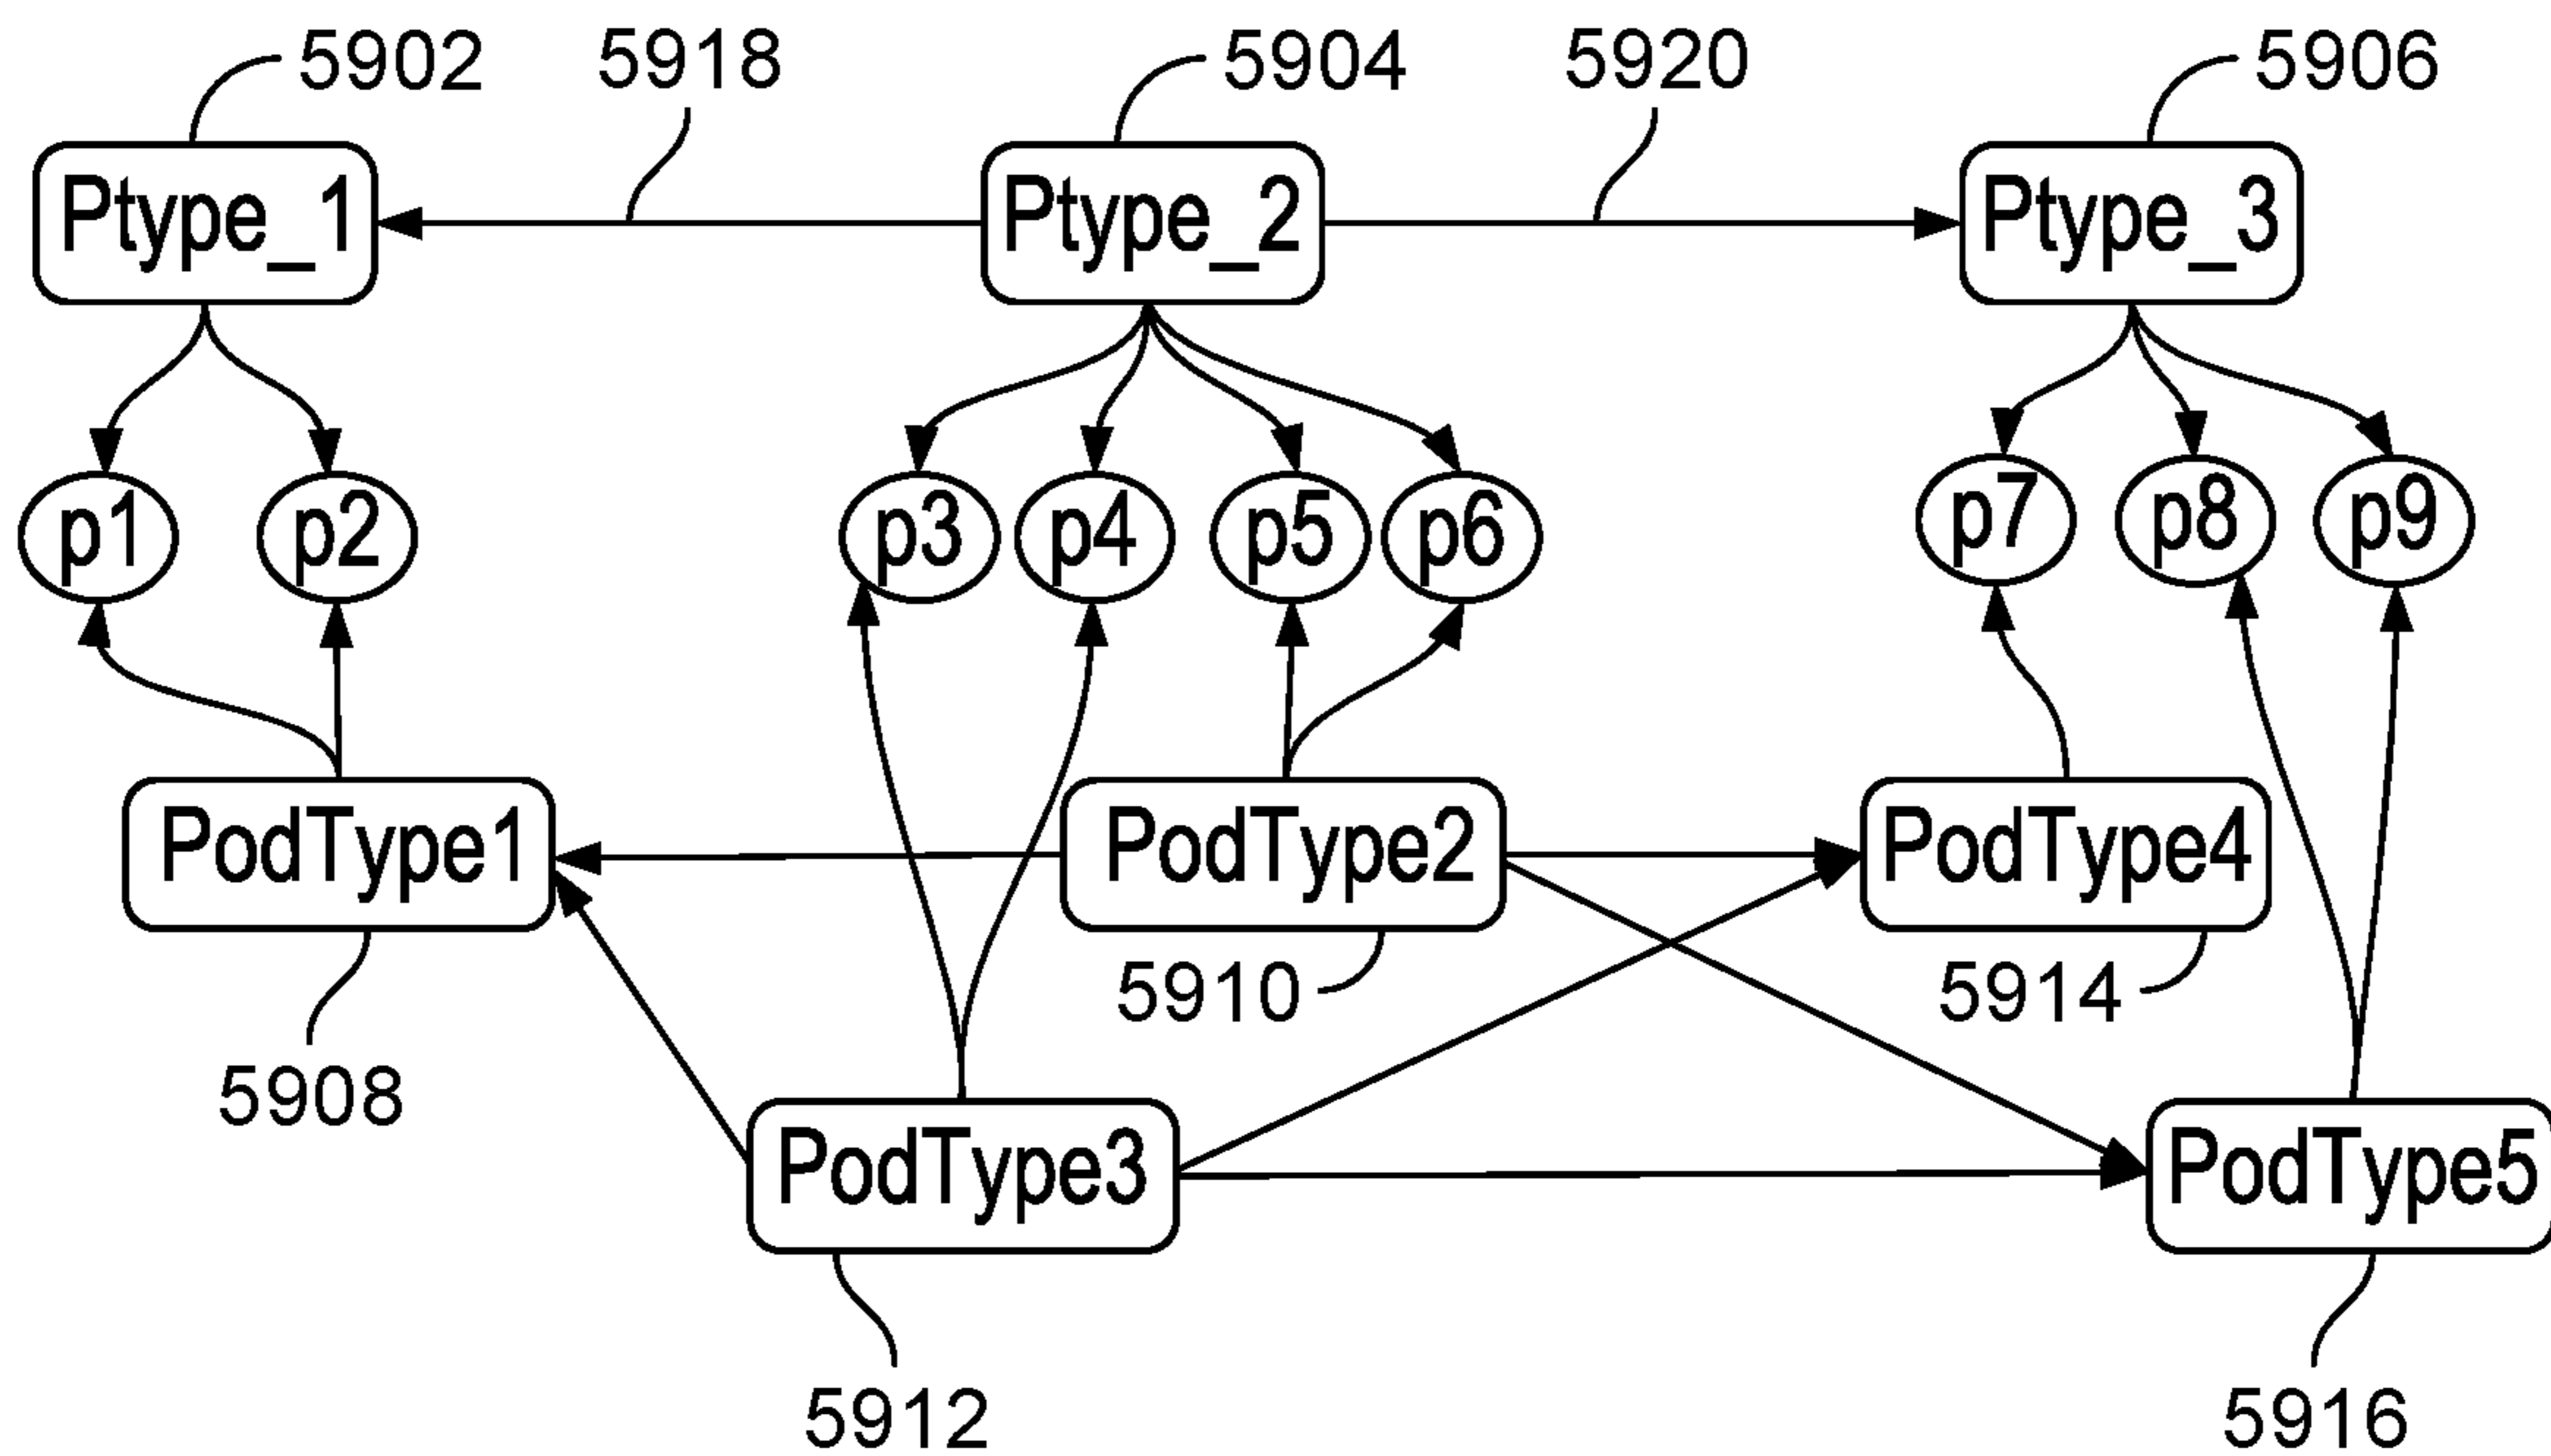 5902
5918
5904
5920
5906
Ptype_1
Ptype_2
Ptype_3
p1
p2
p3
p4
p5
p6
p7
p8
p9
PodType1
PodType2
PodType4
5910
5914
5908
PodType3
PodType5
5912
5916